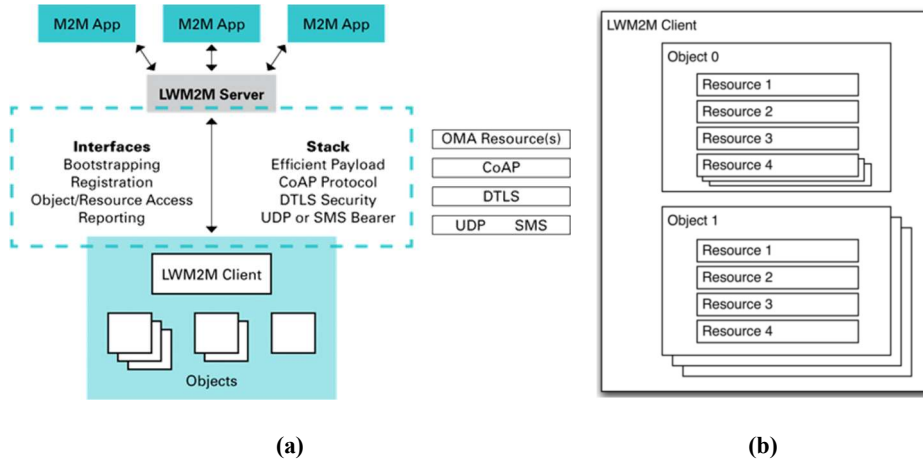 M2M App
M2M App
M2M App
LWM2M Server
Interfaces
Bootstrapping
Registration
Object/Resource Access
Reporting
Stack
Efficient Payload
CoAP Protocol
DTLS Security
UDP or SMS Bearer
LWM2M Client
Objects
OMA Resource(s)
CoAP
DTLS
UDP SMS
(a)
LWM2M Client
Object 0
Resource 1
Resource 2
Resource 3
Resource 4
Object 1
Resource 1
Resource 2
Resource 3
Resource 4
(b)